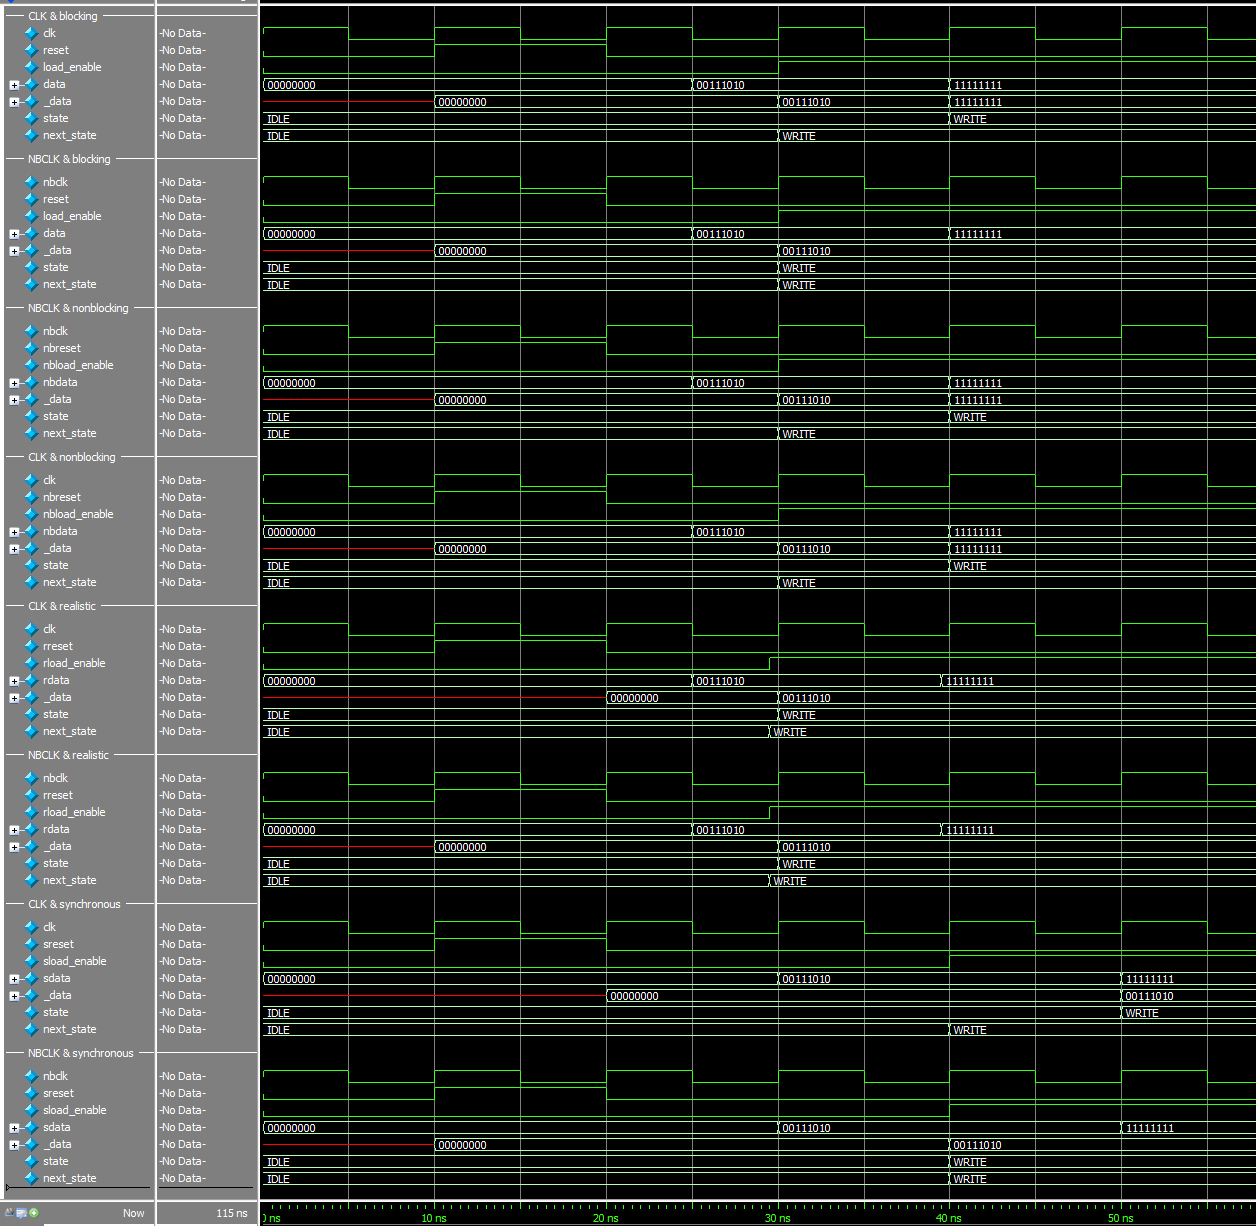 CLK & blocking
clk -No Data-
reset -No Data-
load_enable -No Data-
data -No Data- 00000000 00111010 11111111
_data -No Data- 00000000 00111010 11111111
state -No Data- IDLE WRITE
next_state -No Data- IDLE WRITE
NBCLK & blocking
nbclk -No Data-
reset -No Data-
load_enable -No Data-
data -No Data- 00000000 00111010 11111111
_data -No Data- 00000000 00111010
state -No Data- IDLE WRITE
next_state -No Data- IDLE WRITE
NBCLK & nonblocking
nbclk -No Data-
nbreset -No Data-
nbload_enable -No Data-
nbdata -No Data- 00000000 00111010 11111111
_data -No Data- 00000000 00111010 11111111
state -No Data- IDLE WRITE
next_state -No Data- IDLE WRITE
CLK & nonblocking
clk -No Data-
nbreset -No Data-
nbload_enable -No Data-
nbdata -No Data- 00000000 00111010 11111111
_data -No Data- 00000000 00111010 11111111
state -No Data- IDLE WRITE
next_state -No Data- IDLE WRITE
CLK & realistic
clk -No Data-
rreset -No Data-
rload_enable -No Data-
rdata -No Data- 00000000 00111010 11111111
_data -No Data- 00000000 00111010
state -No Data- IDLE WRITE
next_state -No Data- IDLE WRITE
NBCLK & realistic
nbclk -No Data-
rreset -No Data-
rload_enable -No Data-
rdata -No Data- 00000000 00111010 11111111
_data -No Data- 00000000 00111010
state -No Data- IDLE WRITE
next_state -No Data- IDLE WRITE
CLK & synchronous
clk -No Data-
sreset -No Data-
sload_enable -No Data-
sdata -No Data- 00000000 00111010 11111111
_data -No Data- 00000000 00111010
state -No Data- IDLE WRITE
next_state -No Data- IDLE WRITE
NBCLK & synchronous
nbclk -No Data-
sreset -No Data-
sload_enable -No Data-
sdata -No Data- 00000000 00111010 11111111
_data -No Data- 00000000 00111010
state -No Data- IDLE WRITE
next_state -No Data- IDLE WRITE
Now 115 ns ns 10 ns 20 ns 30 ns 40 ns 50 ns